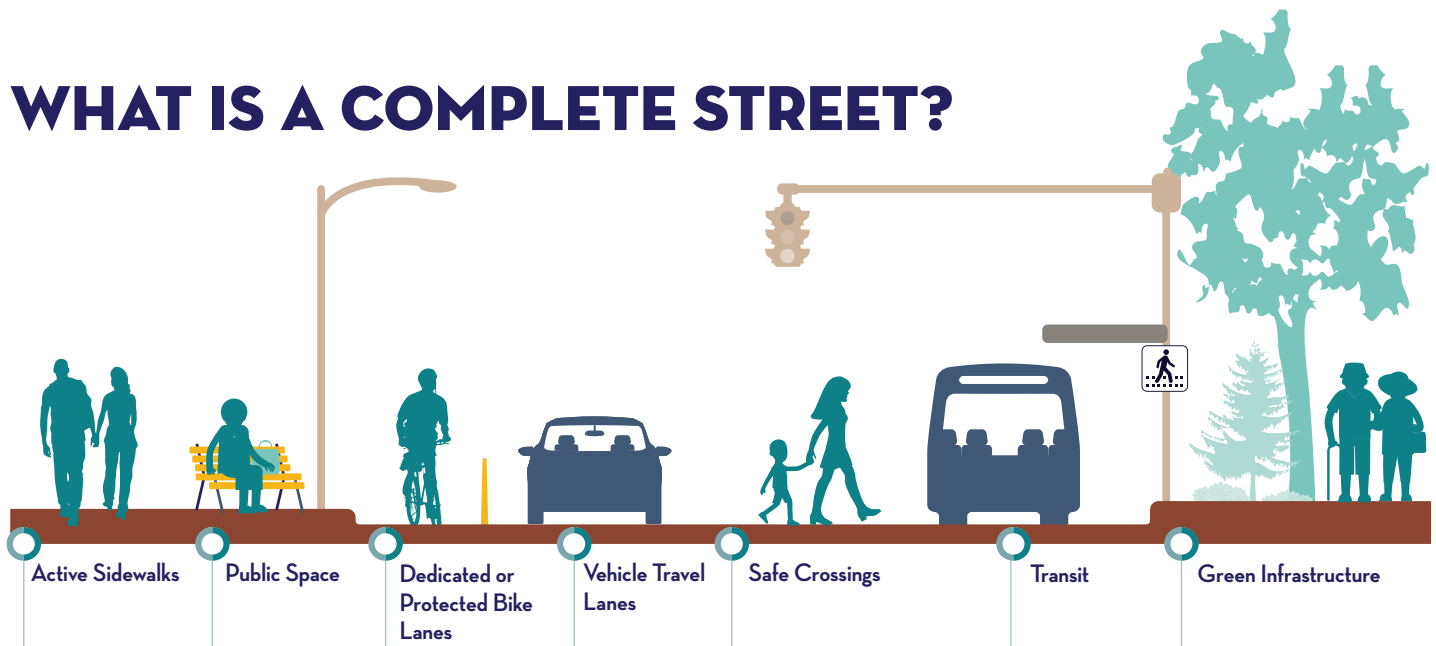 WHAT IS A COMPLETE STREET?
Active Sidewalks
Public Space
Dedicated or
Protected Bike
Lanes
Vehicle Travel
Lanes
Safe Crossings
Transit
Green Infrastructure